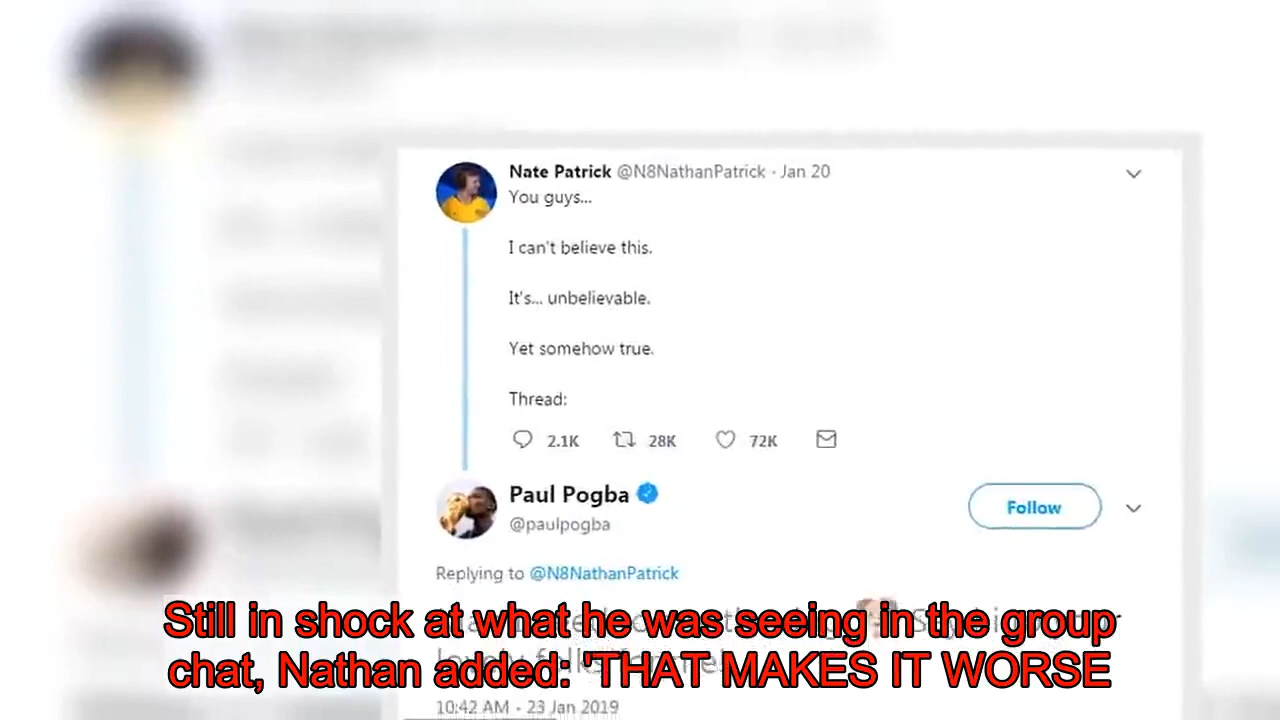 Nate Patrick @N8NathanPatrick · Jan 20
You guys...
I can't believe this.
It's... unbelievable.
Yet somehow true.
Thread:
2.1K 28K 72K
Paul Pogba
@paulpogba
Follow
Replying to @N8NathanPatrick
Still in shock at what he was seeing in the group
chat, Nathan added: 'THAT MAKES IT WORSE
10:42 AM - 23 Jan 2019